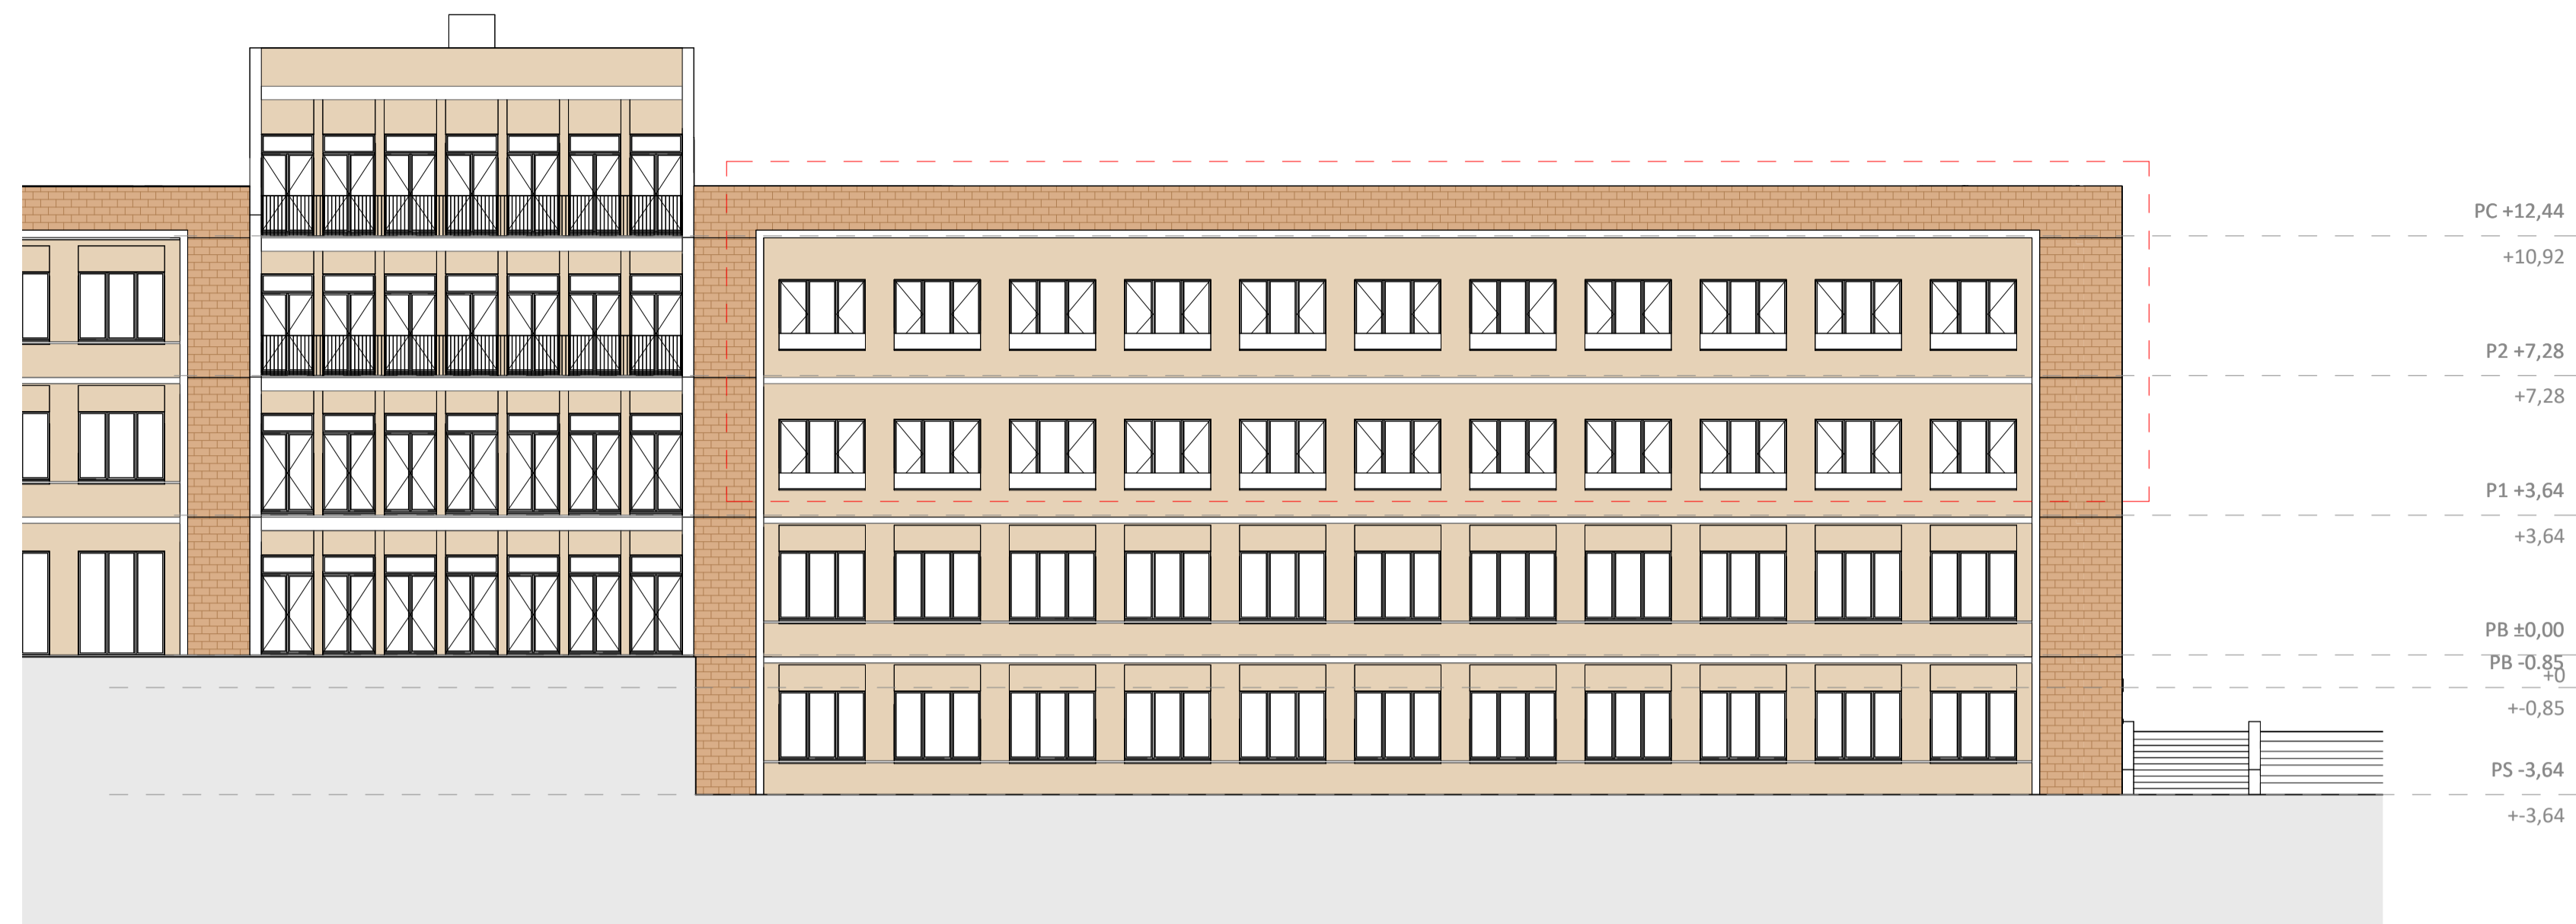 PC +12,44
+10,92
P2 +7,28
+7,28
P1 +3,64
+3,64
PB ±0,00
PB -0.85
+0
+-0,85
PS -3,64
+-3,64